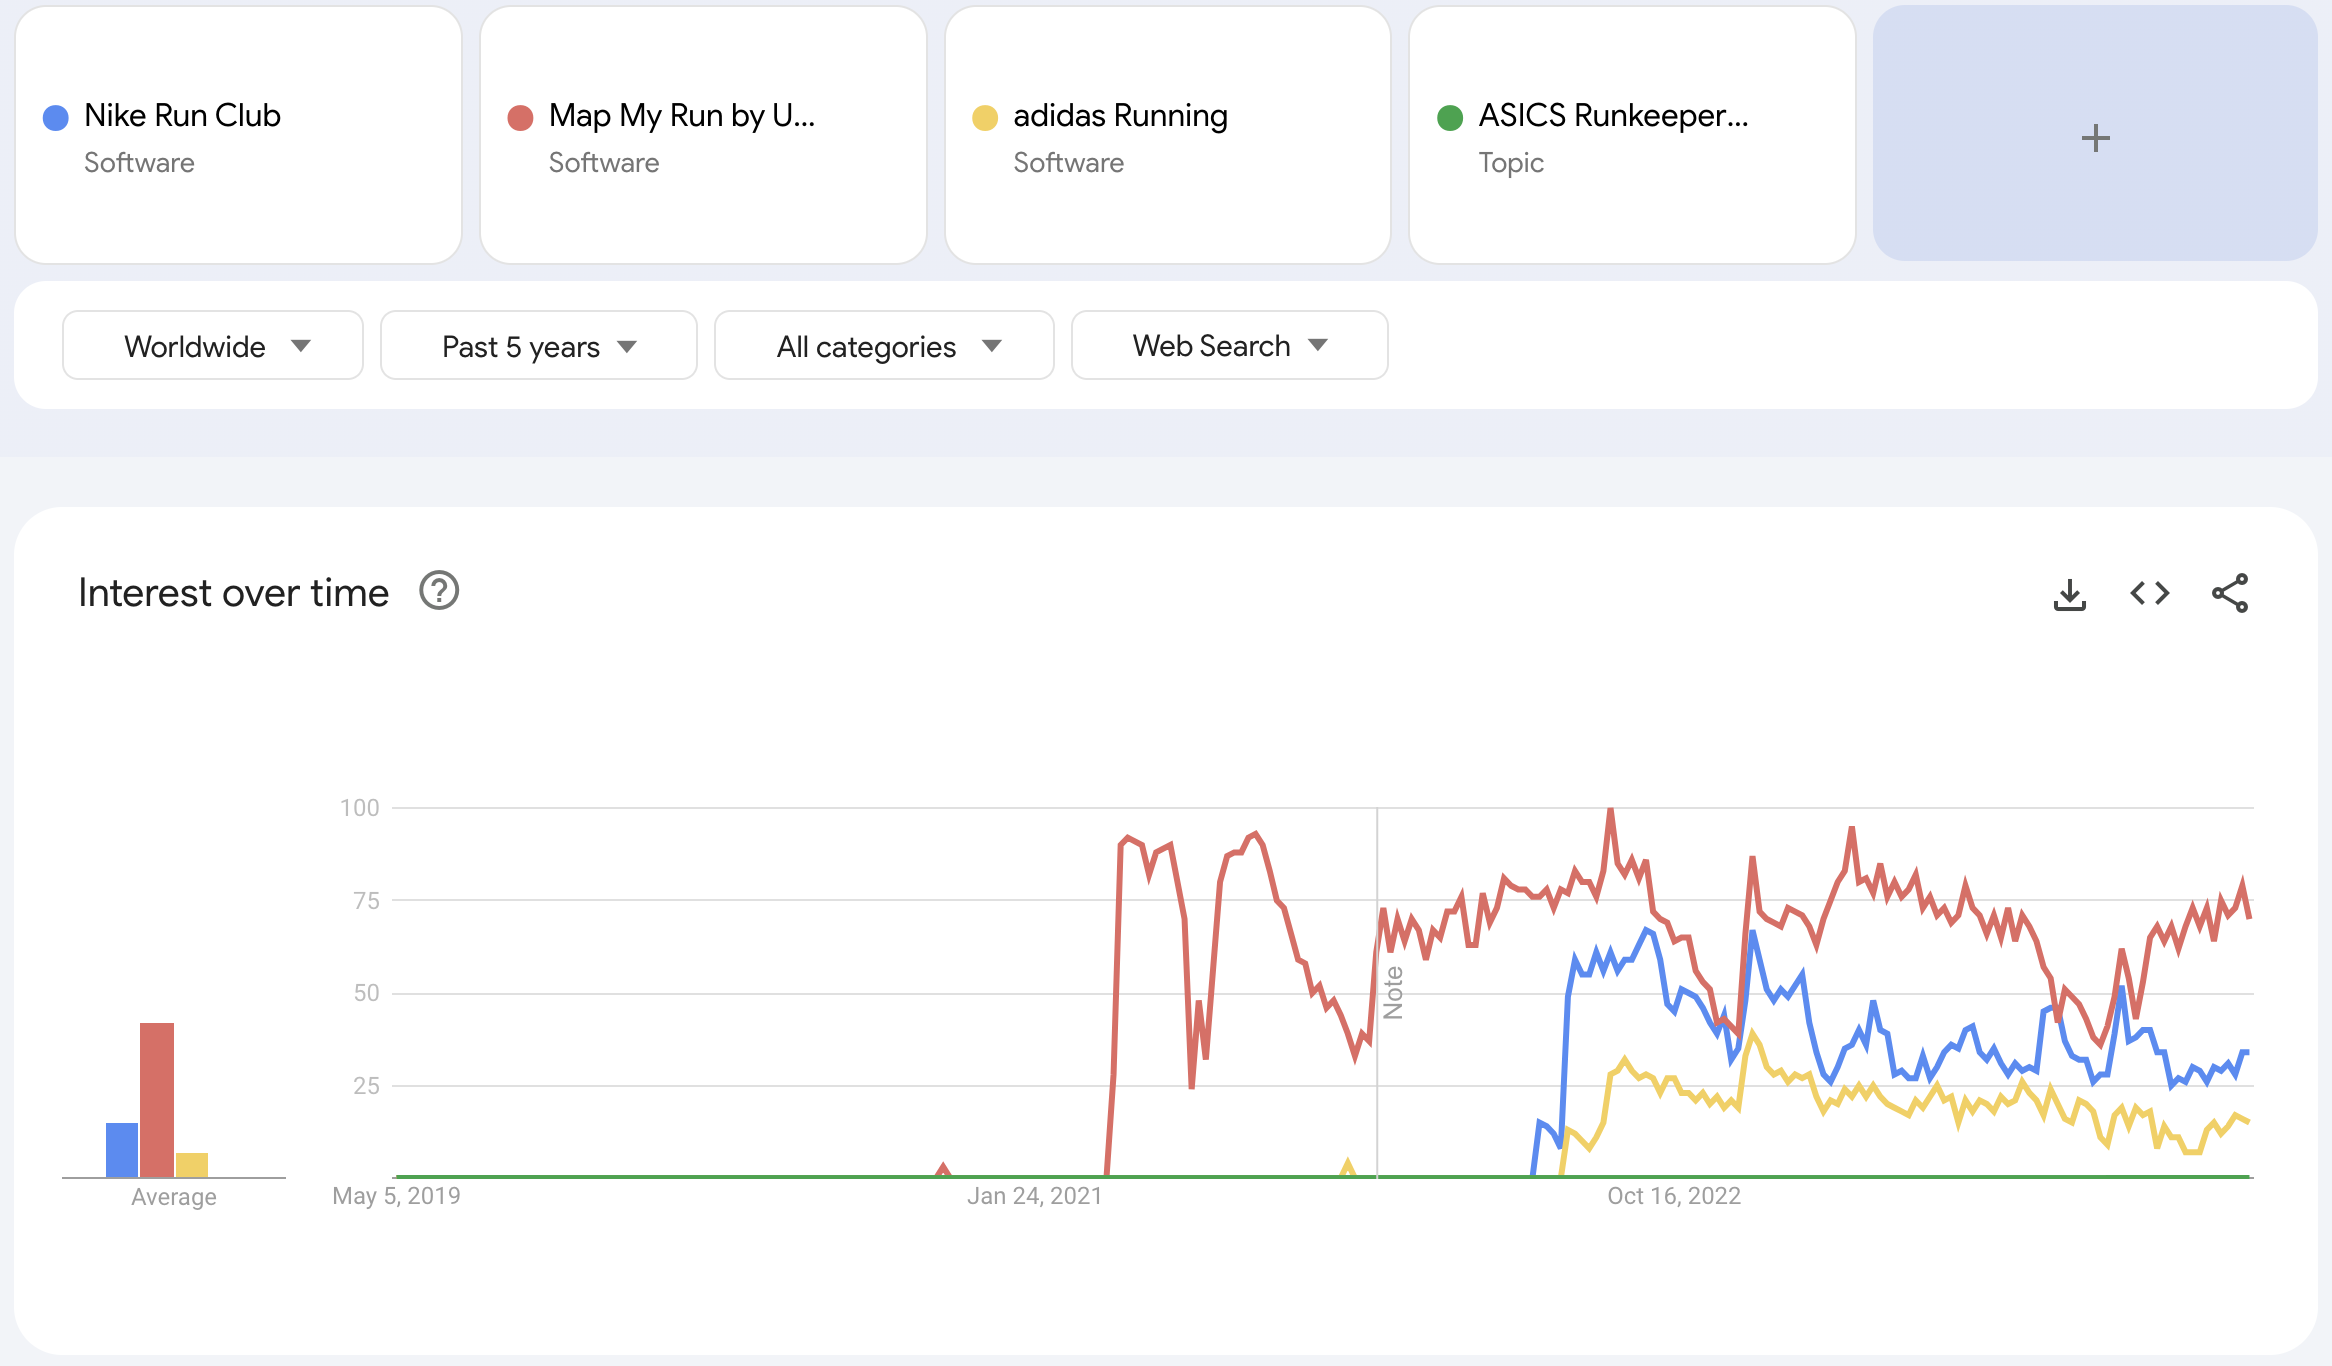 Nike Run Club
Software
Map My Run by U...
Software
adidas Running
Software
ASICS Runkeeper...
Topic
+
Worldwide
Past 5 years
All categories
Web Search
Interest over time
?
100
75
50
25
Note
Average
May 5, 2019
Jan 24, 2021
Oct 16, 2022